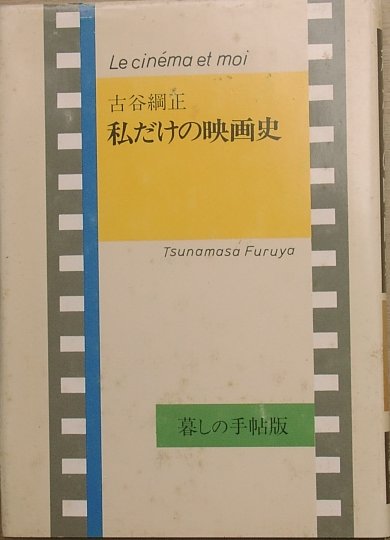 Le cinéma et moi
古谷綱正
私だけの映画史
Tsunamasa Furuya
暮しの手帖版